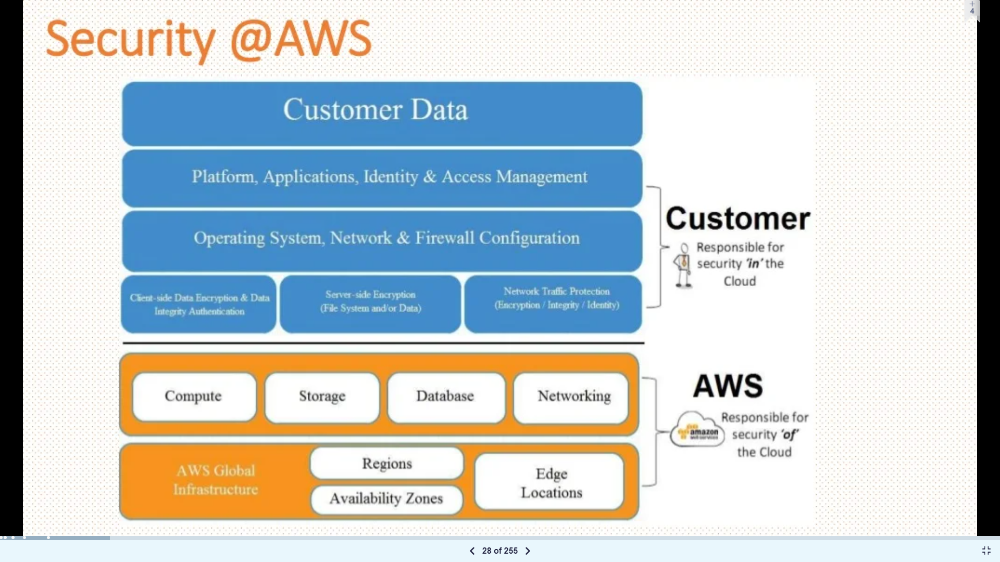 Security @AWS
+
4
Customer Data
Platform, Applications, Identity & Access Management
Operating System, Network & Firewall Configuration
Client-side Data Encryption & Data
Integrity Authentication
Server-side Encryption
(File System and/or Data)
Network Traffic Protection
(Encryption / Integrity / Identity)
Customer
Responsible for
security ‘in’ the
Cloud
Compute
Storage
Database
Networking
AWS
Responsible for
security ‘of’
the Cloud
amazon
web services
AWS Global
Infrastructure
Regions
Availability Zones
Edge
Locations
28 of 255